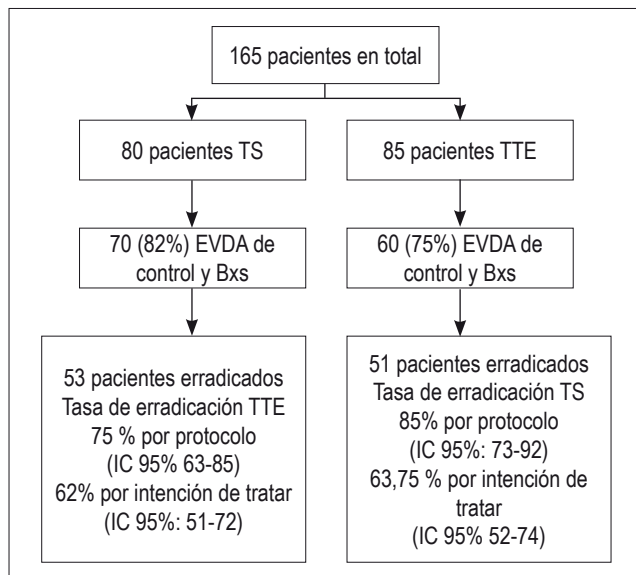 165 pacientes en total
80 pacientes TS
85 pacientes TTE
70 (82%) EVDA de
control y Bxs
60 (75%) EVDA de
control y Bxs
53 pacientes erradicados
Tasa de erradicación TTE
75 % por protocolo
(IC 95% 63-85)
62% por intención de tratar
(IC 95%: 51-72)
51 pacientes erradicados
Tasa de erradicación TS
85% por protocolo
(IC 95%: 73-92)
63,75 % por intención de
tratar
(IC 95% 52-74)